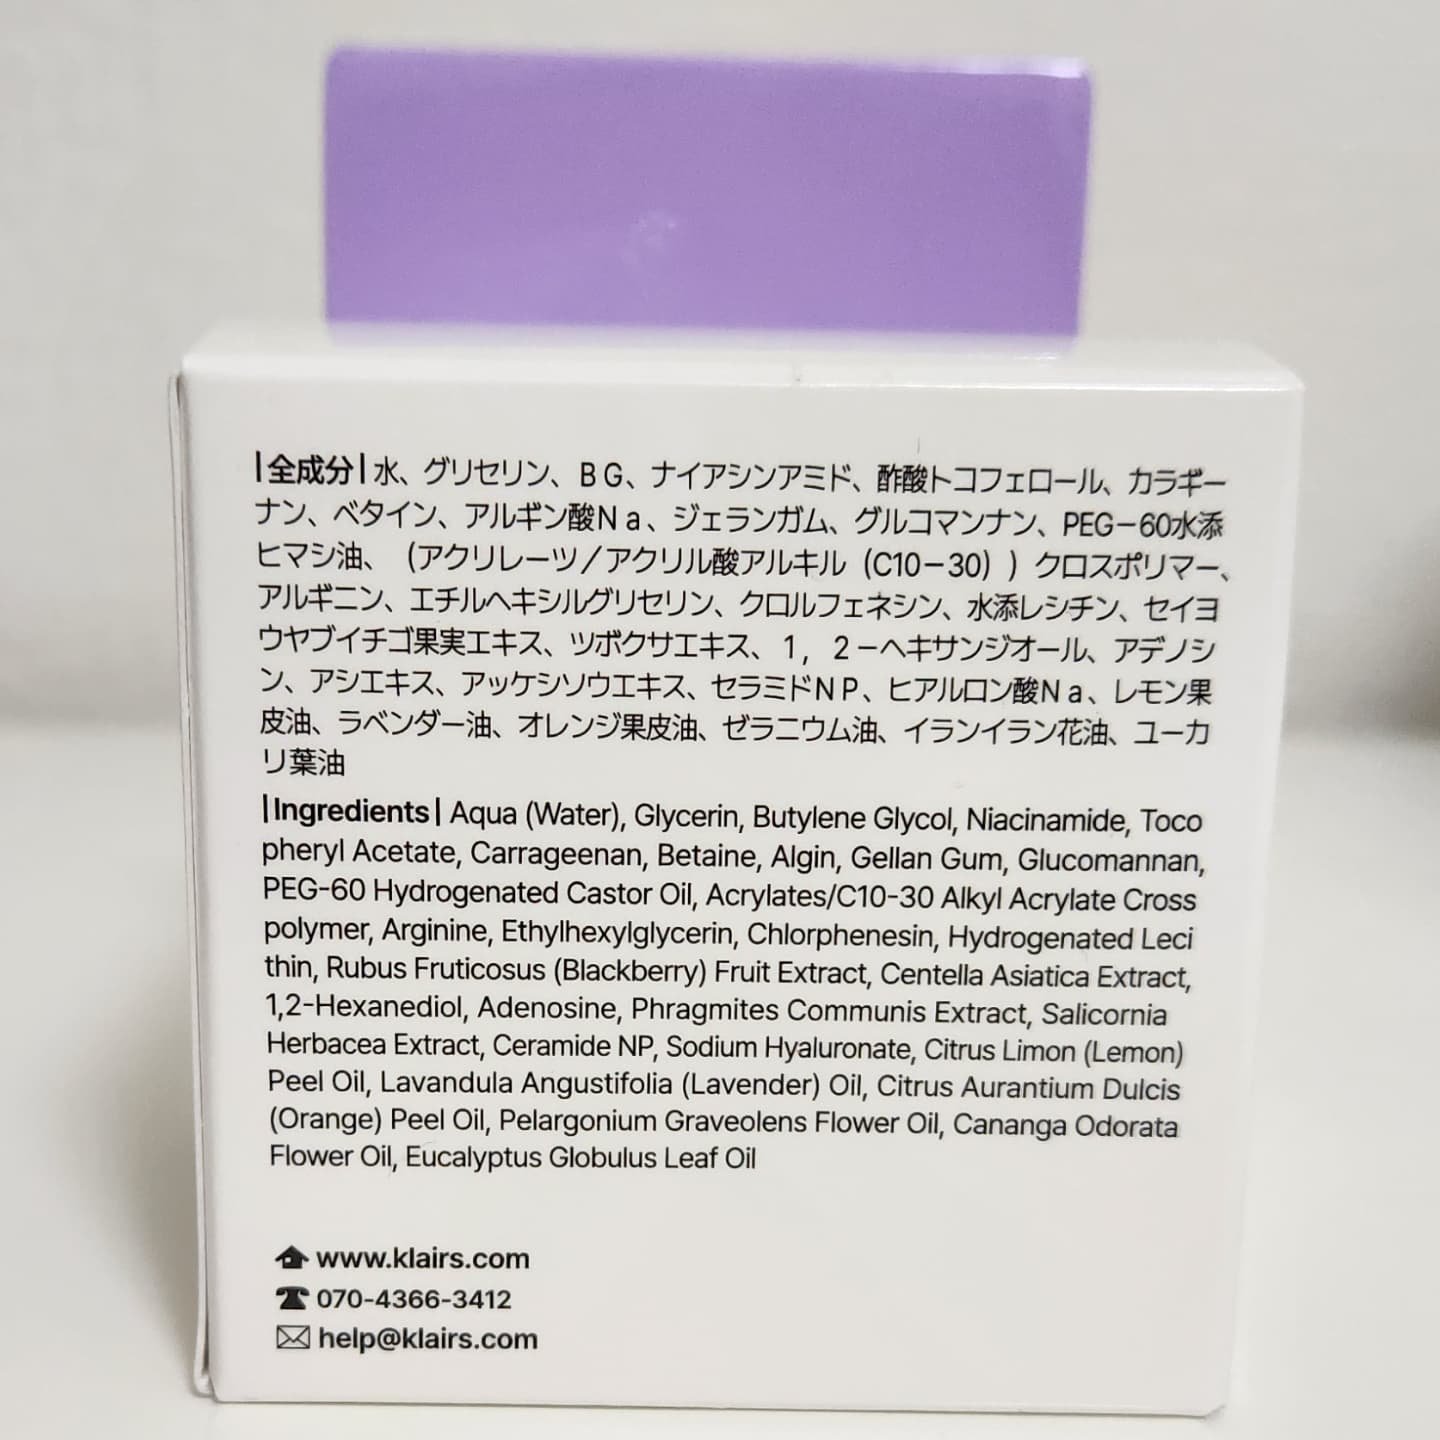 |全成分| 水、グリセリン、BG、ナイアシンアミド、酢酸トコフェロール、カラギー
ナン、ベタイン、アルギン酸Na、ジェランガム、グルコマンナン、PEG−60水添
ヒマシ油、（アクリレーツ／アクリル酸アルキル（C10−30））クロスポリマー、
アルギニン、エチルヘキシルグリセリン、クロルフェネシン、水添レシチン、セイヨ
ウヤブイチゴ果実エキス、ツボクサエキス、1，2−ヘキサンジオール、アデノシ
ン、アシエキス、アッケシソウエキス、セラミドNP、ヒアルロン酸Na、レモン果
皮油、ラベンダー油、オレンジ果皮油、ゼラニウム油、イランイラン花油、ユーカ
リ葉油
|Ingredients| Aqua (Water), Glycerin, Butylene Glycol, Niacinamide, Toco
pheryl Acetate, Carrageenan, Betaine, Algin, Gellan Gum, Glucomannan,
PEG-60 Hydrogenated Castor Oil, Acrylates/C10-30 Alkyl Acrylate Cross
polymer, Arginine, Ethylhexylglycerin, Chlorphenesin, Hydrogenated Leci
thin, Rubus Fruticosus (Blackberry) Fruit Extract, Centella Asiatica Extract,
1,2-Hexanediol, Adenosine, Phragmites Communis Extract, Salicornia
Herbacea Extract, Ceramide NP, Sodium Hyaluronate, Citrus Limon (Lemon)
Peel Oil, Lavandula Angustifolia (Lavender) Oil, Citrus Aurantium Dulcis
(Orange) Peel Oil, Pelargonium Graveolens Flower Oil, Cananga Odorata
Flower Oil, Eucalyptus Globulus Leaf Oil
www.klairs.com
070-4366-3412
help@klairs.com